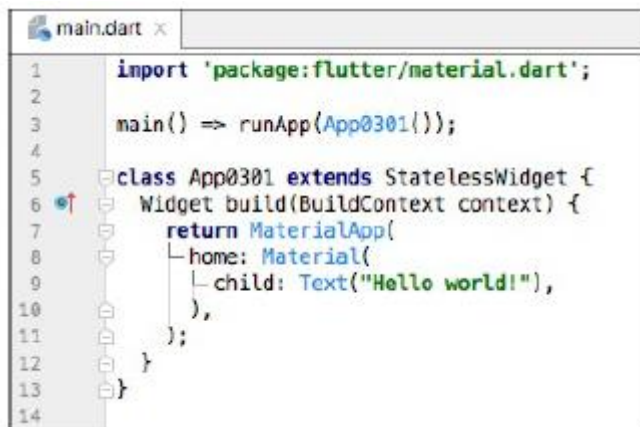 main.dart
1 import 'package:flutter/material.dart';
2
3 main() => runApp(App0301());
4
5 class App0301 extends StatelessWidget {
6 Widget build(BuildContext context) {
7 return MaterialApp(
8 home: Material(
9 child: Text("Hello world!"),
10 ),
11 );
12 }
13 }
14